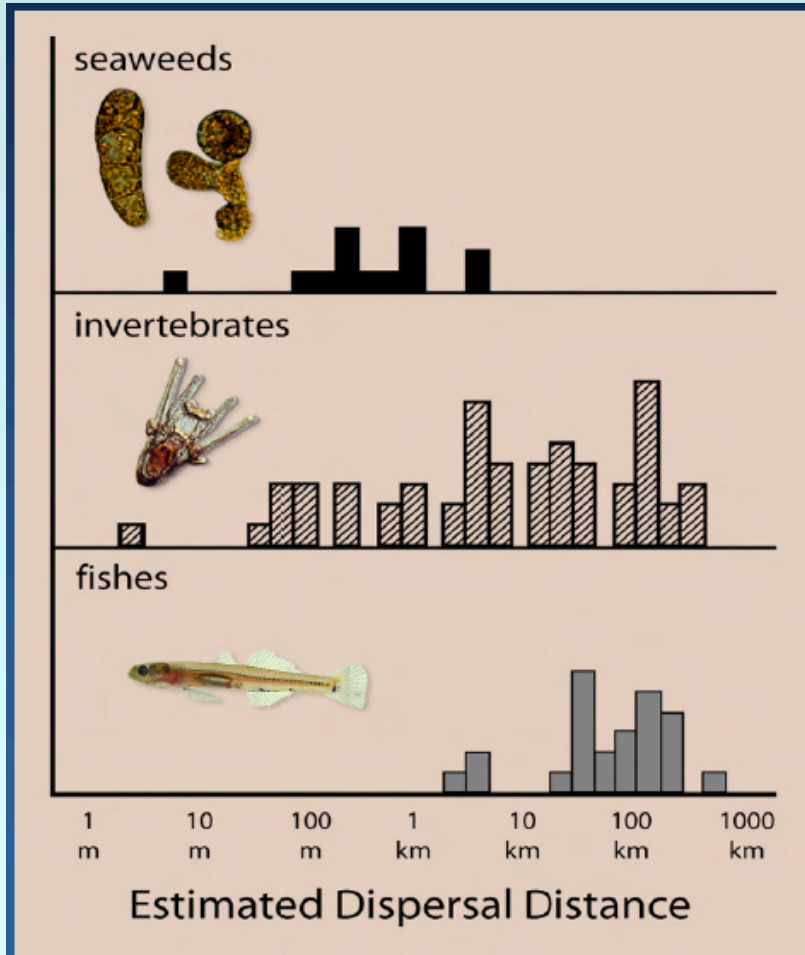 seaweeds
invertebrates
fishes
1 10 100 1 10 100 1000
m m m km km km km
Estimated Dispersal Distance